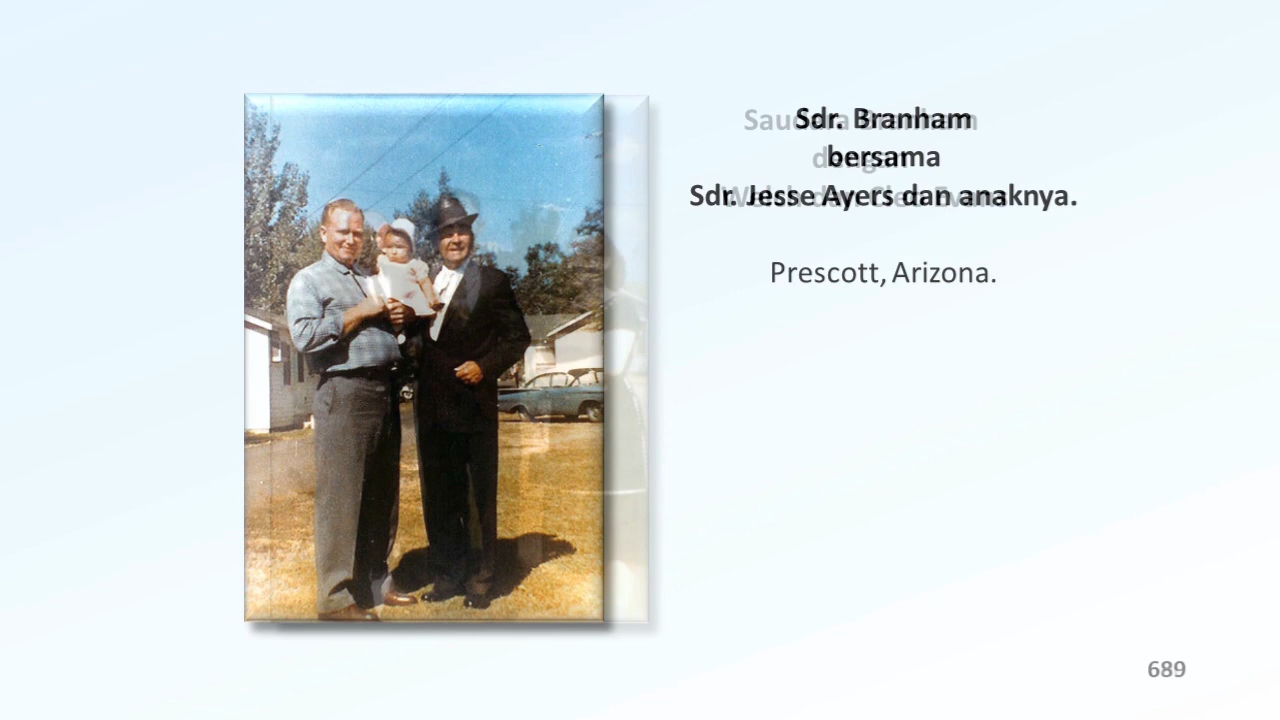 Sdr. Branham
bersama
Sdr. Jesse Ayers dan anaknya.
Prescott, Arizona.
689